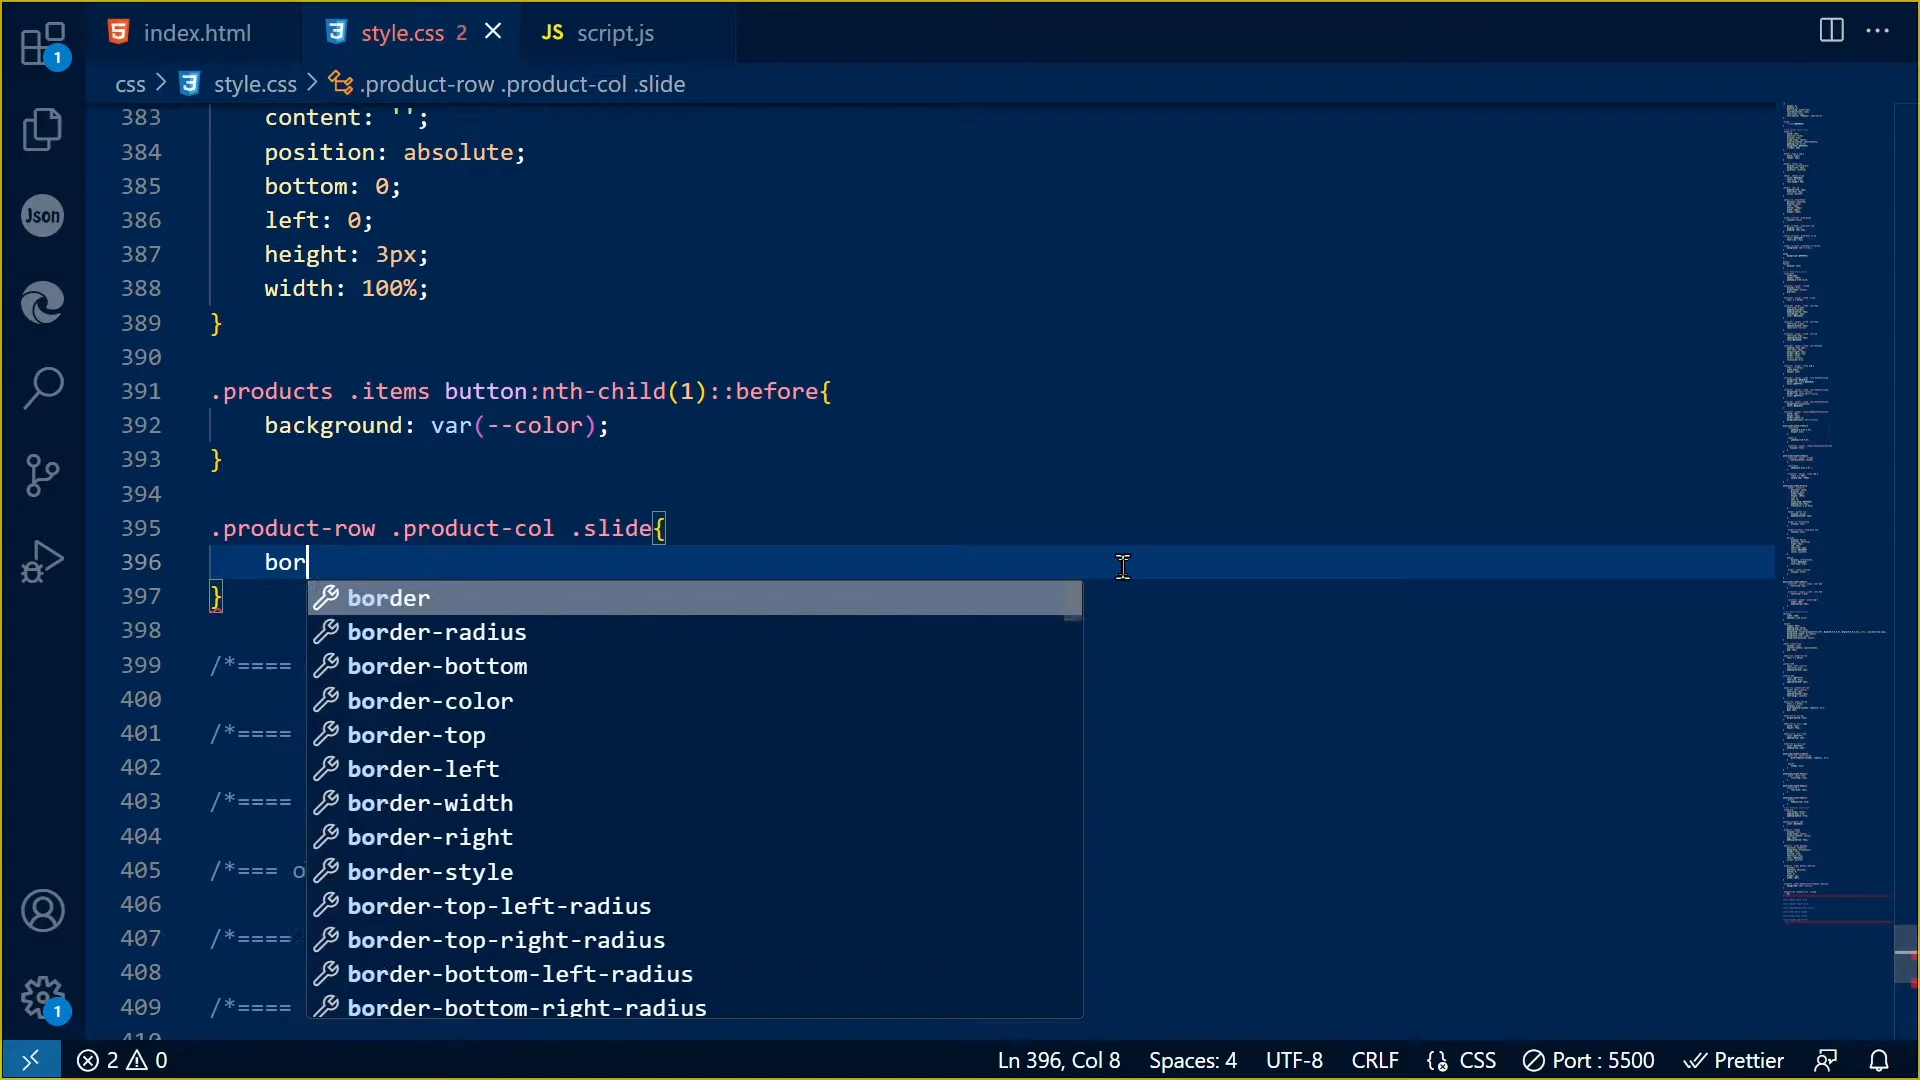 index.html style.css 2 JS script.js
css > style.css > .product-row .product-col .slide
383 content: '';
384 position: absolute;
385 bottom: 0;
386 left: 0;
387 height: 3px;
388 width: 100%;
389 }
390
391 .products .items button:nth-child(1)::before{
392 background: var(--color);
393 }
394
395 .product-row .product-col .slide{
396 bor
397 }
border
398
border-radius
399 /*====
border-bottom
400
border-color
401 /*====
border-top
402
border-left
403 /*====
border-width
404
border-right
405 /*=== o
border-style
406
border-top-left-radius
407 /*====
border-top-right-radius
408
border-bottom-left-radius
409 /*====
border-bottom-right-radius
1
Json
1
2 0 Ln 396, Col 8 Spaces: 4 UTF-8 CRLF CSS Port : 5500 Prettier